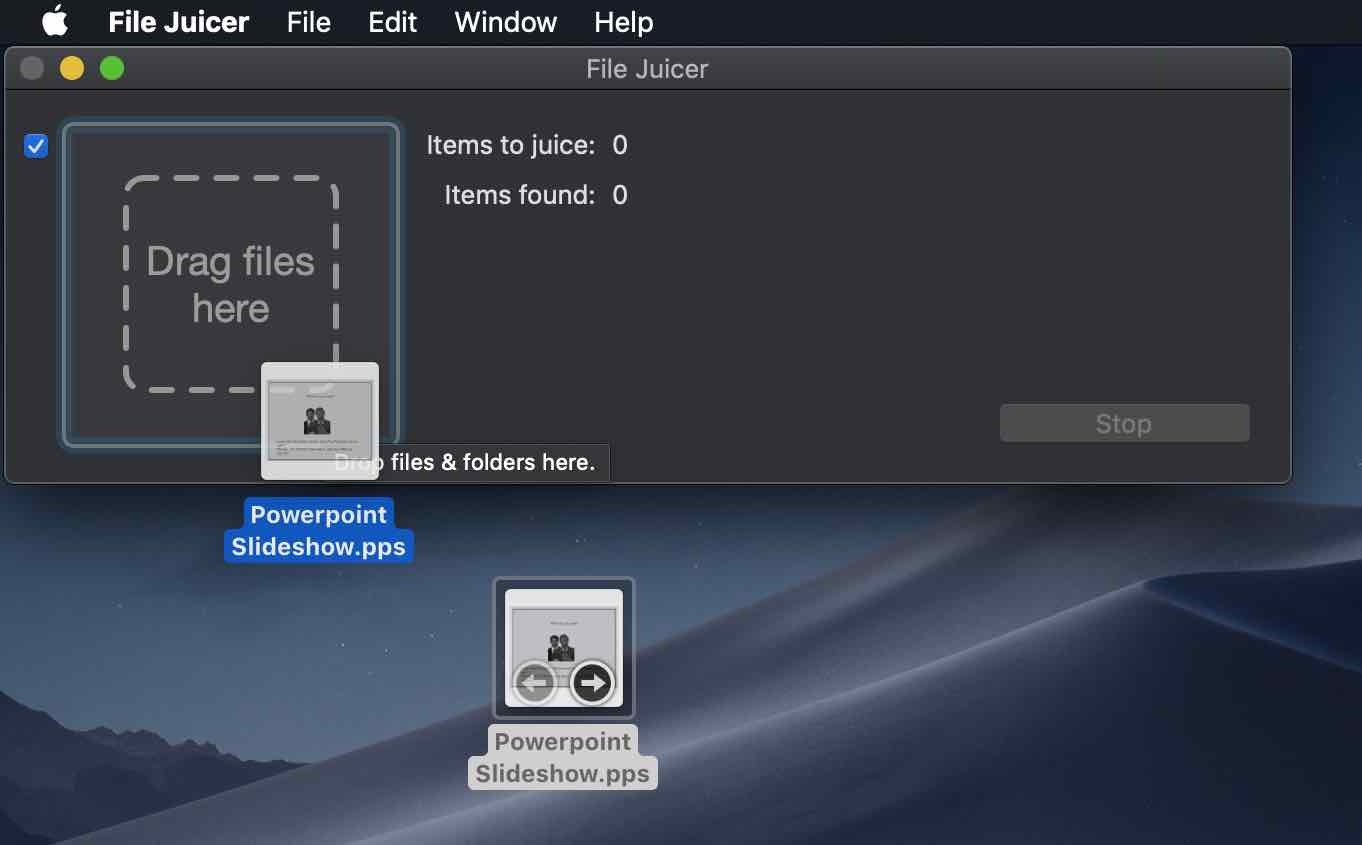 File Juicer File Edit Window Help
File Juicer
Items to juice: 0
Items found: 0
Drag files
here
Stop
Drop files & folders here.
Powerpoint
Slideshow.pps
Powerpoint
Slideshow.pps